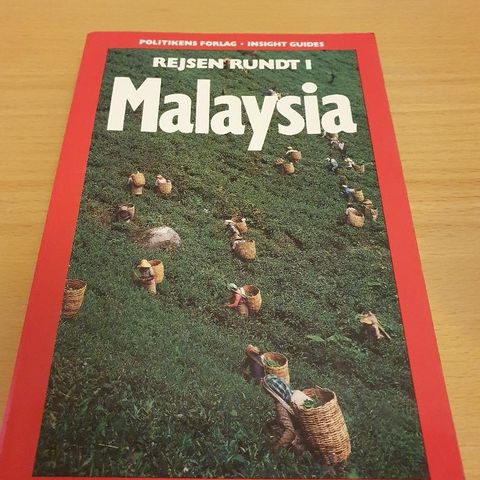 POLITIKENS FORLAG · INSIGHT GUIDES
REJSEN RUNDT I
Malaysia